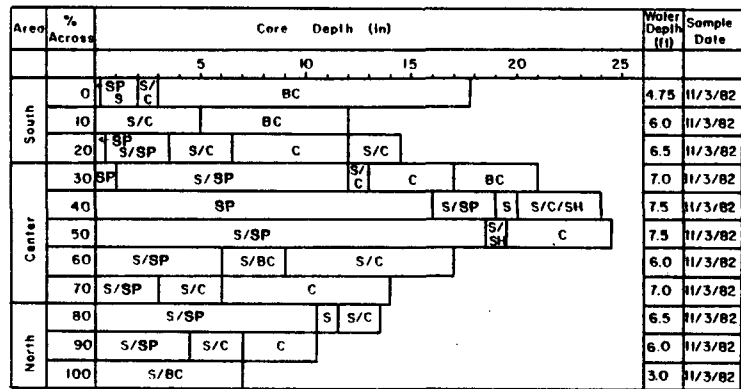 Area % Across Core Depth (in) Water Depth (ft) Sample Date
5 10 15 20 25
South
0 SP S S/C BC 4.75 11/3/82
10 S/C BC 6.0 11/3/82
20 SP S/SP S/C C S/C 6.5 11/3/82
Center
30 SP S/SP S/C C BC 7.0 11/3/82
40 SP S/SP S S/C/SH 7.5 11/3/82
50 S/SP S/SH C 7.5 11/3/82
60 S/SP S/BC S/C 6.0 11/3/82
70 S/SP S/C C 7.0 11/3/82
North
80 S/SP S S/C 6.5 11/3/82
90 S/SP S/C C 6.0 11/3/82
100 S/BC 3.0 11/3/82